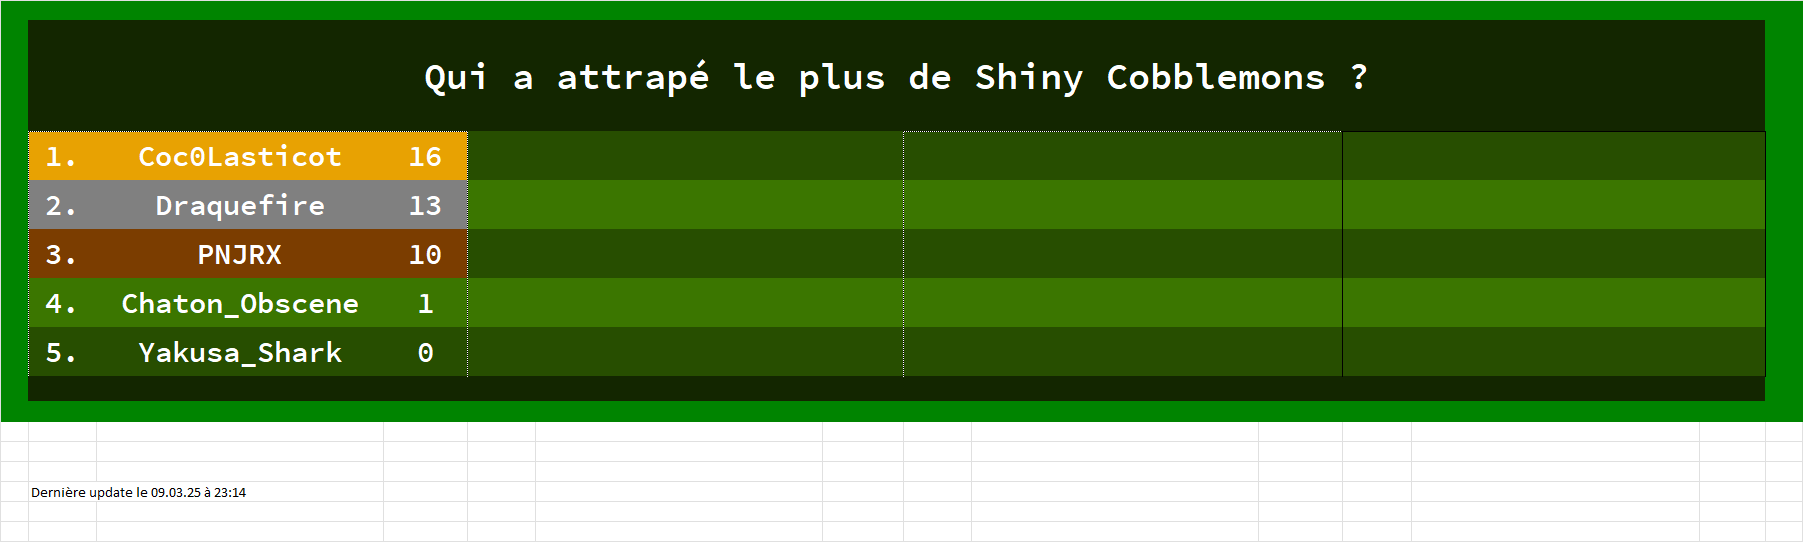 Qui a attrapé le plus de Shiny Cobblemons ?
1. Coc0Lasticot 16
2. Draquefire 13
3. PNJRX 10
4. Chaton_Obscene 1
5. Yakusa_Shark 0
Dernière update le 09.03.25 à 23:14